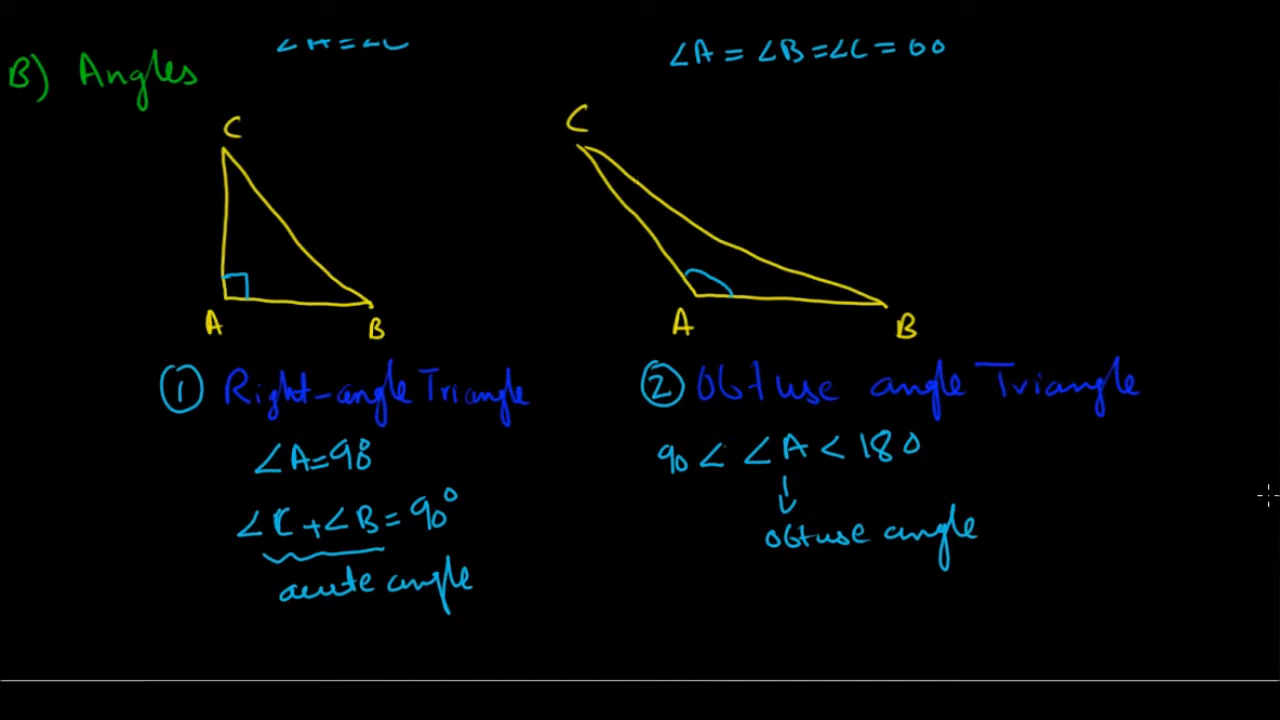 ∠A = ∠C
∠A = ∠B = ∠C = 60
B) Angles
C
C
A
B
A
B
① Right-angle Triangle
② Obtuse angle Triangle
∠A = 90°
90 < ∠A < 180
∠C + ∠B = 90°
obtuse angle
acute angle